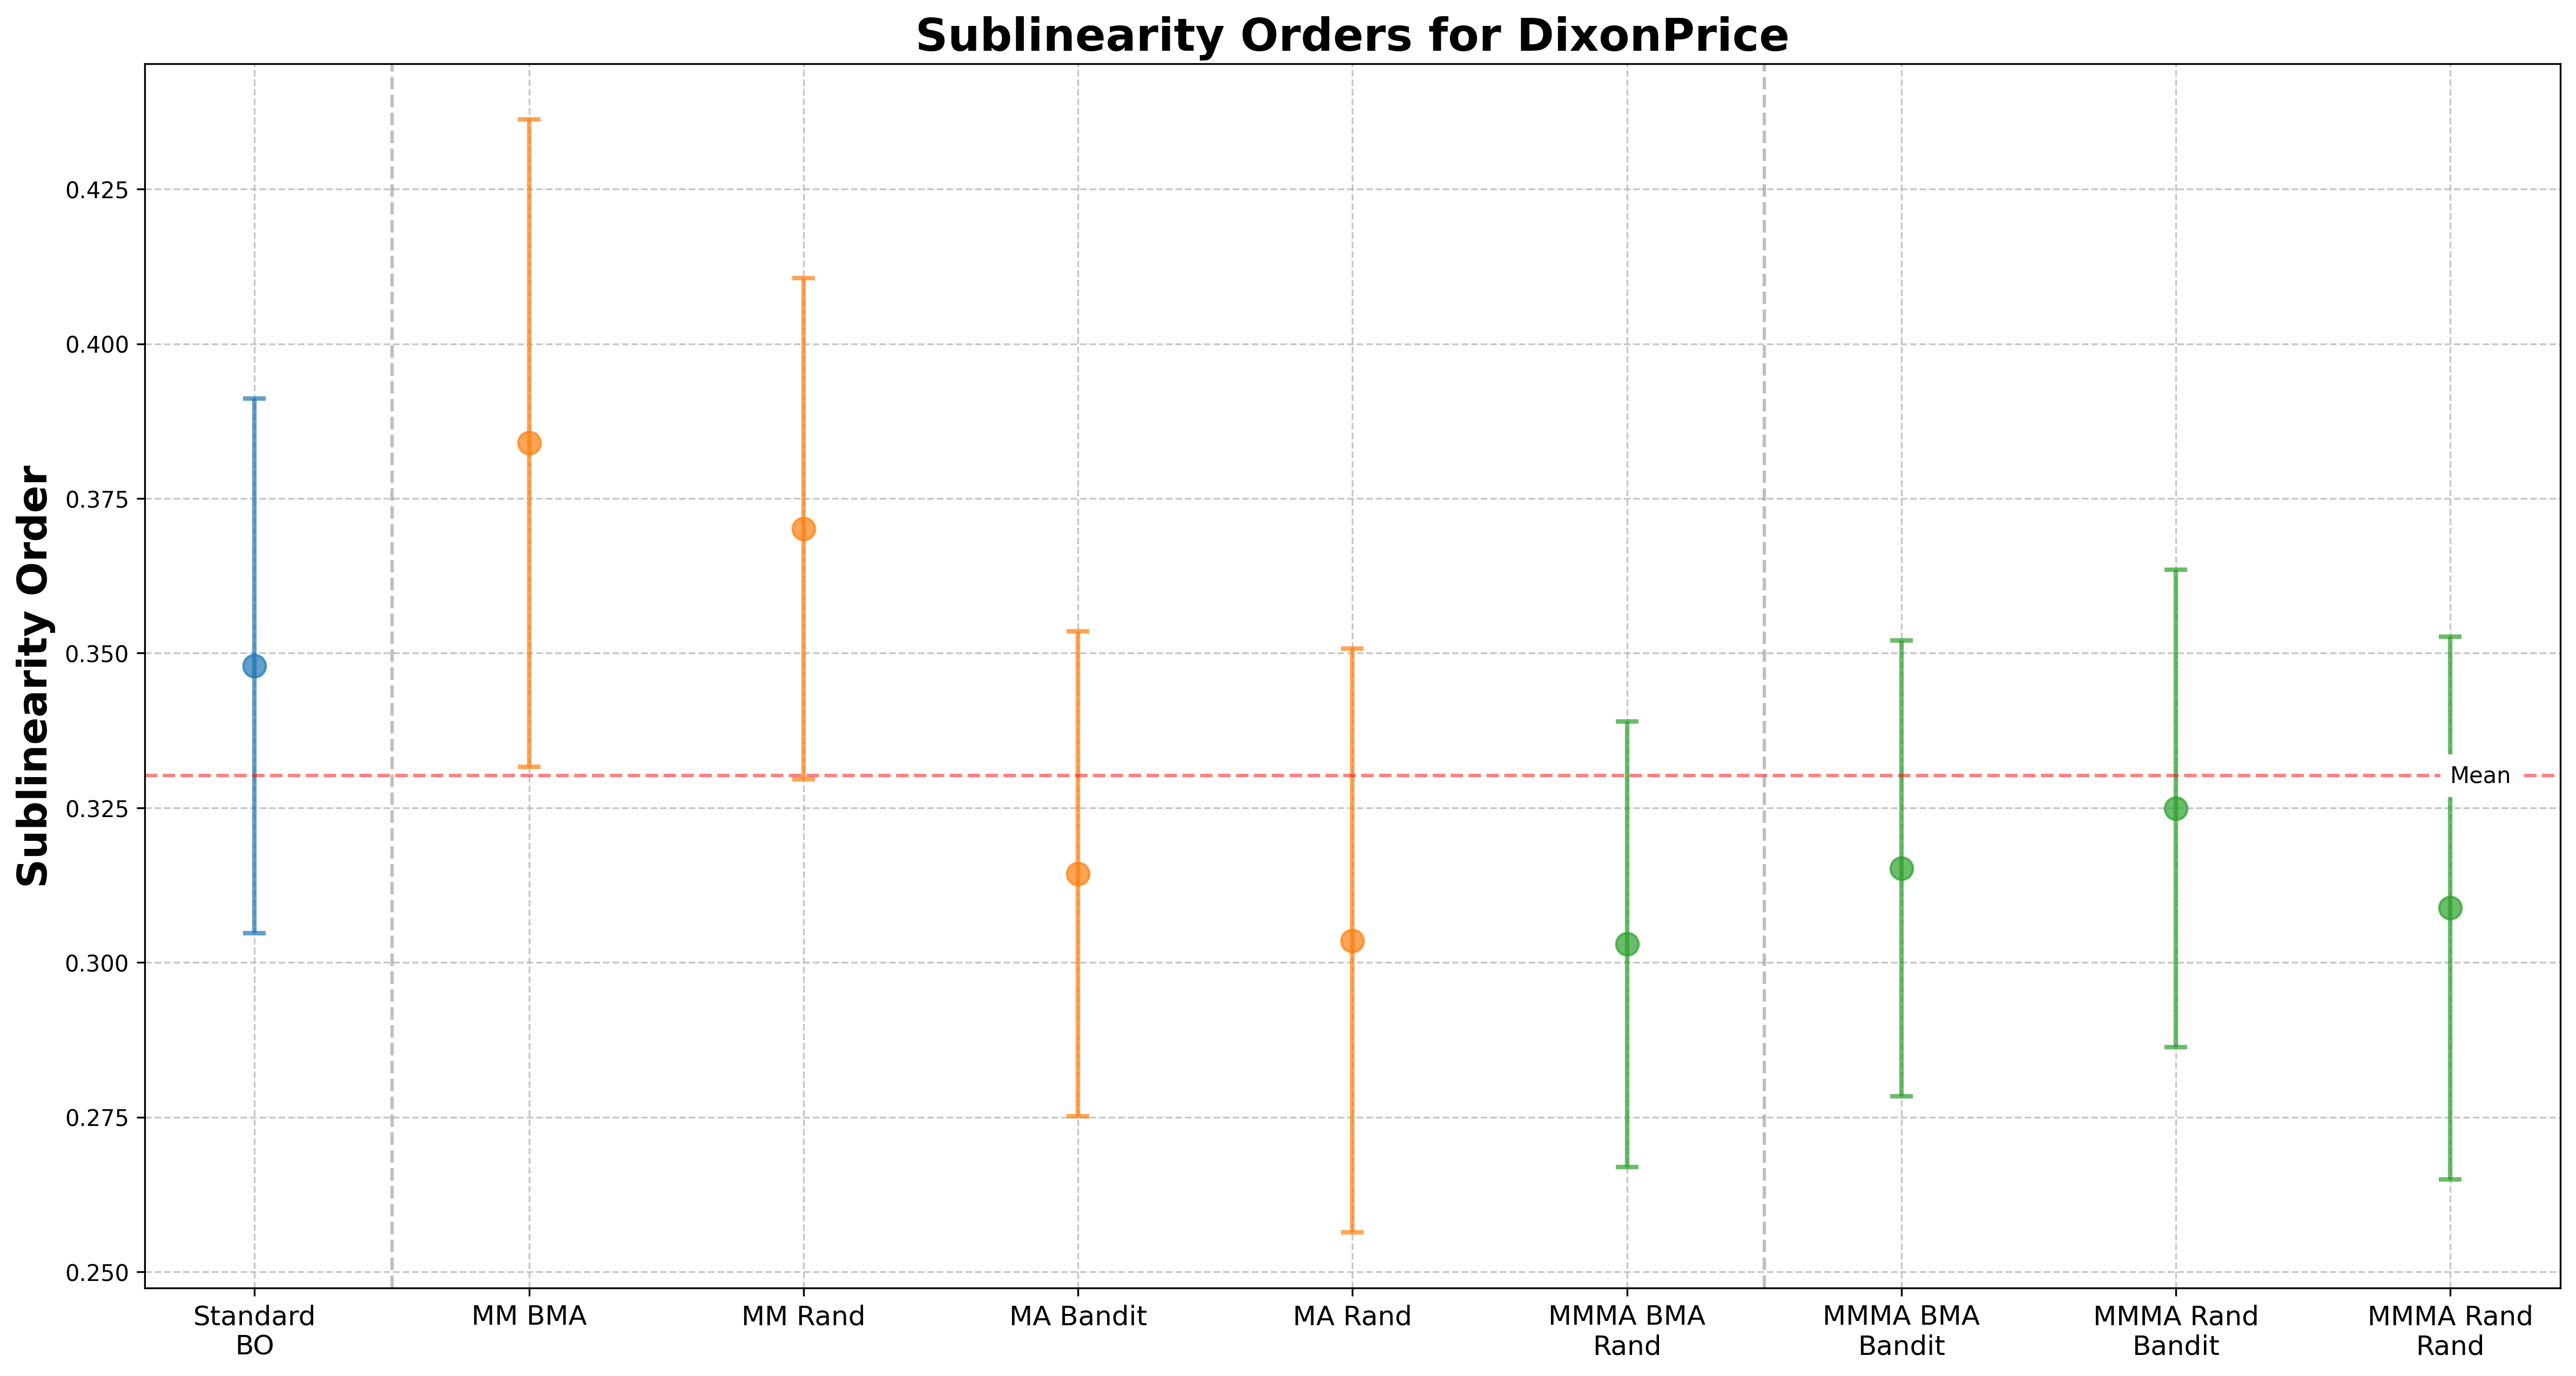 Sublinearity Orders for DixonPrice
Sublinearity Order
0.425
0.400
0.375
0.350
0.325
0.300
0.275
0.250
Mean
Standard
BO
MM BMA
MM Rand
MA Bandit
MA Rand
MMMA BMA
Rand
MMMA BMA
Bandit
MMMA Rand
Bandit
MMMA Rand
Rand